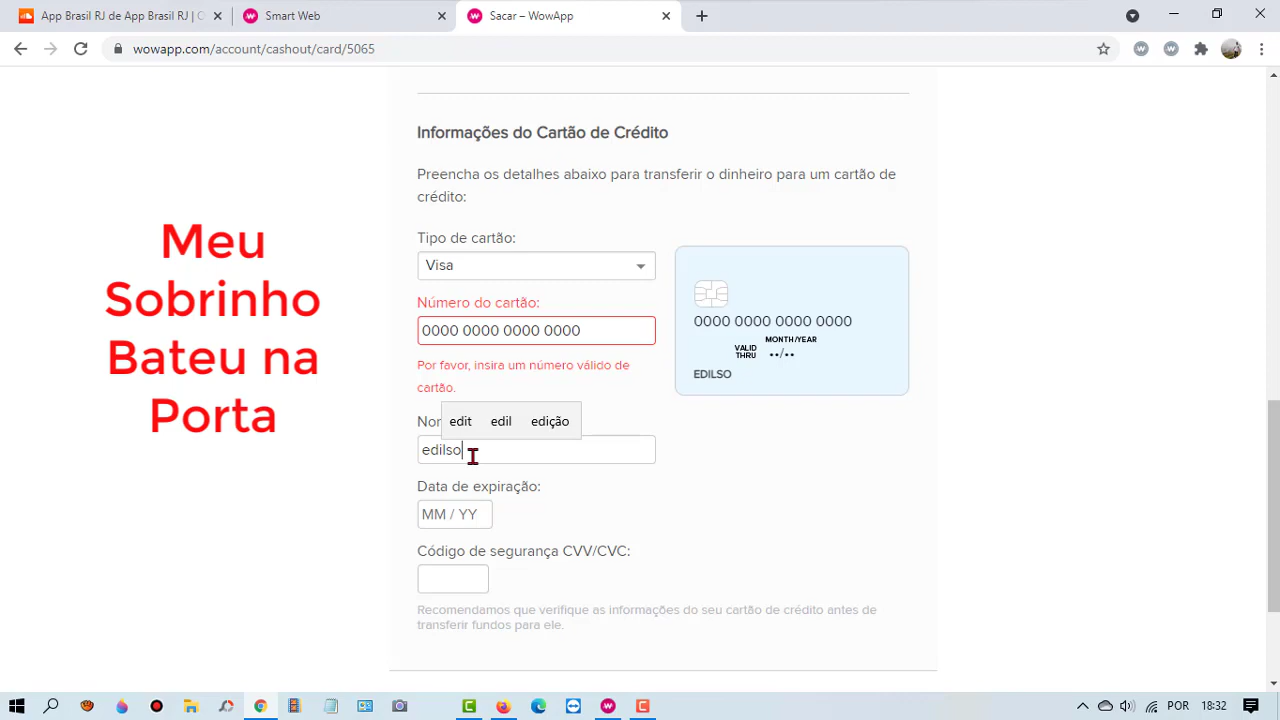 App Brasil RJ de App Brasil RJ | O
Smart Web
Sacar – WowApp
wowapp.com/account/cashout/card/5065
Informações do Cartão de Crédito
Preencha os detalhes abaixo para transferir o dinheiro para um cartão de
crédito:
Tipo de cartão:
Visa
Número do cartão:
0000 0000 0000 0000
Por favor, insira um número válido de
cartão.
Nor
edit edil edição
edilso
Data de expiração:
MM / YY
Código de segurança CVV/CVC:
Recomendamos que verifique as informações do seu cartão de crédito antes de
transferir fundos para ele.
0000 0000 0000 0000
MONTH/YEAR
VALID
THRU
••/••
EDILSO
Meu
Sobrinho
Bateu na
Porta
POR
18:32